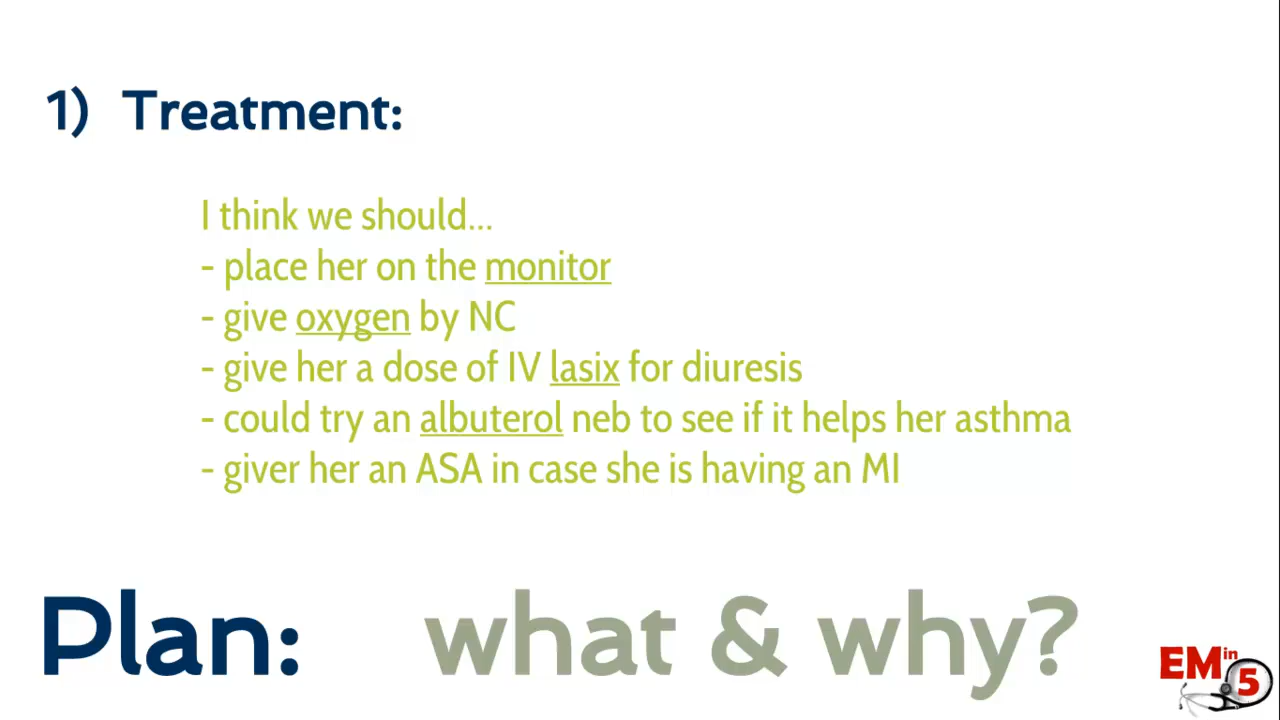 1) Treatment:
I think we should...
- place her on the monitor
- give oxygen by NC
- give her a dose of IV lasix for diuresis
- could try an albuterol neb to see if it helps her asthma
- giver her an ASA in case she is having an MI
Plan: what & why?
EM in 5